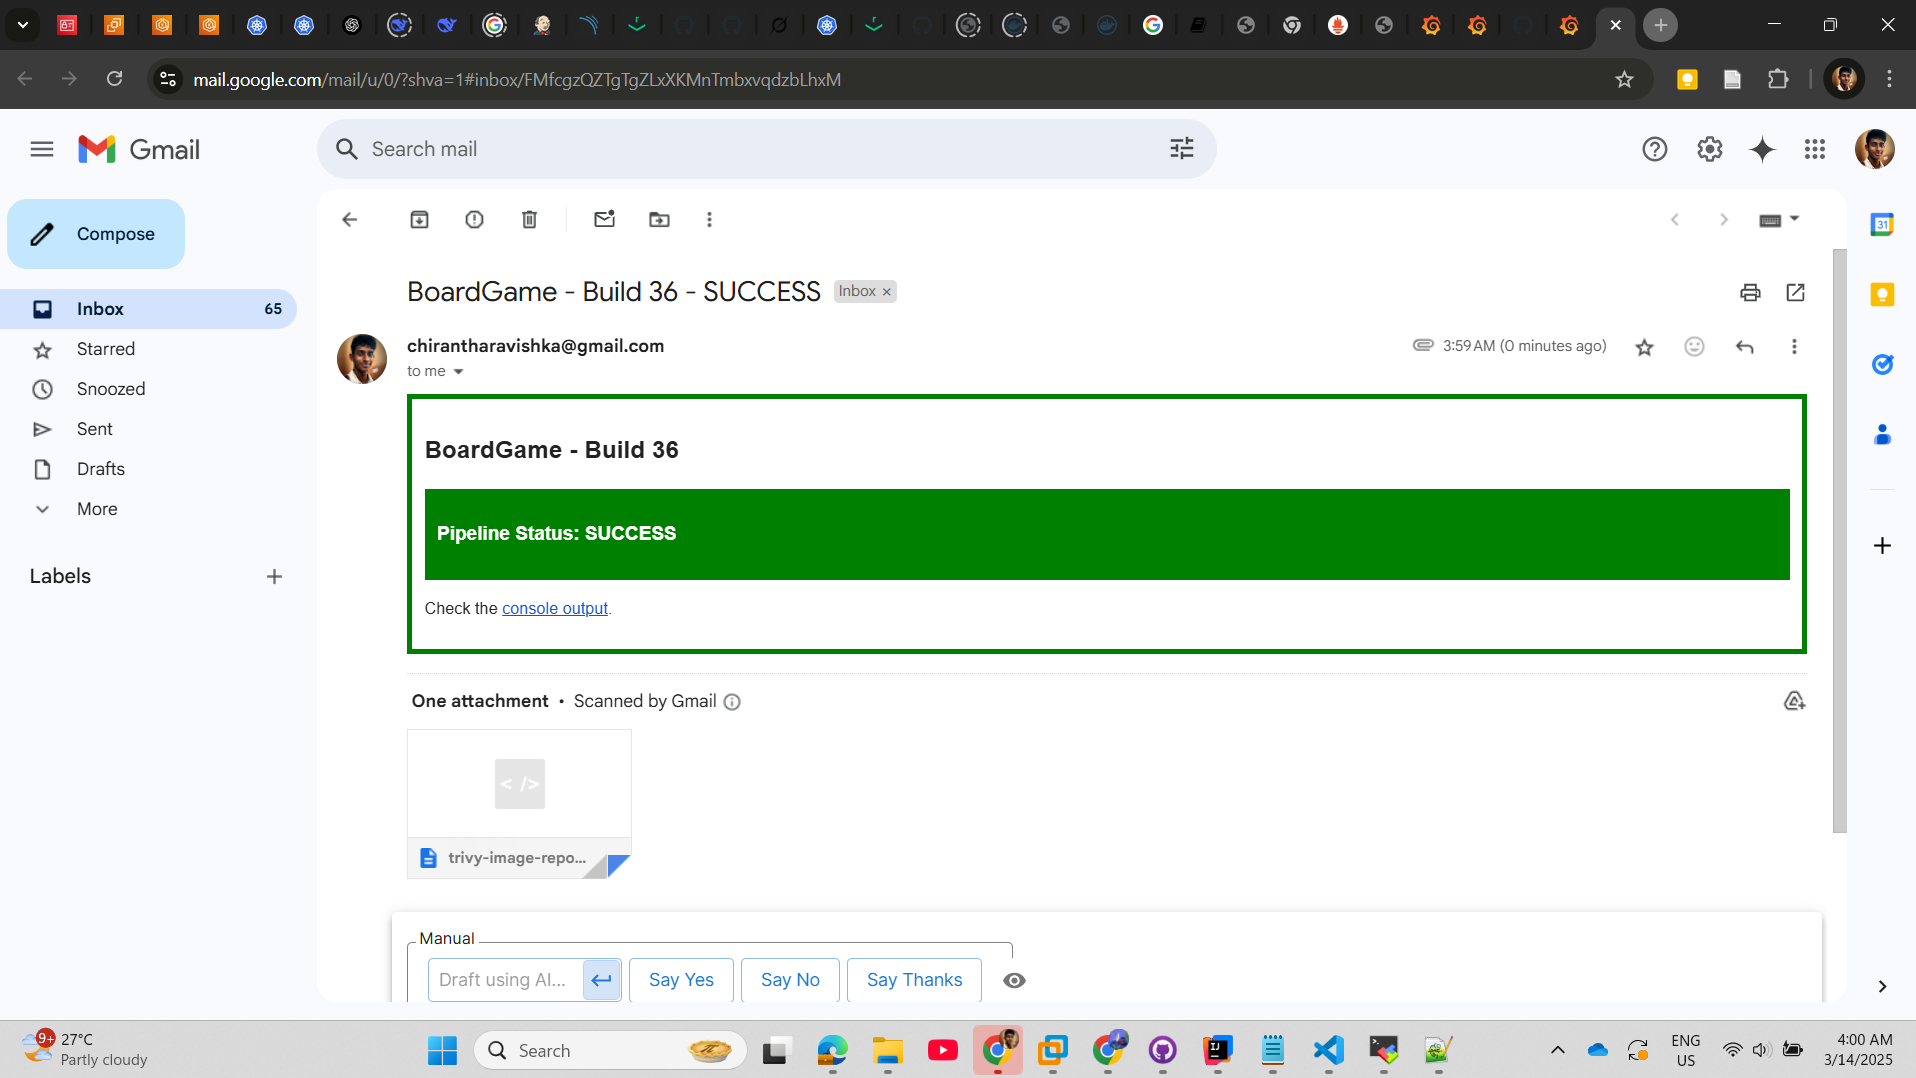 mail.google.com/mail/u/0/?shva=1#inbox/FMfcgzQZTgTgZLxXKMnTmbxvqdzbLhxM
Gmail
Search mail
Compose
Inbox 65
Starred
Snoozed
Sent
Drafts
More
Labels
BoardGame - Build 36 - SUCCESS Inbox ×
chirantharavishka@gmail.com
3:59 AM (0 minutes ago)
to me
BoardGame - Build 36
Pipeline Status: SUCCESS
Check the console output.
One attachment • Scanned by Gmail
< />
trivy-image-repo...
31
Manual
Draft using AI...
Say Yes
Say No
Say Thanks
9+
27°C
Partly cloudy
Search
ENG
US
4:00 AM
3/14/2025